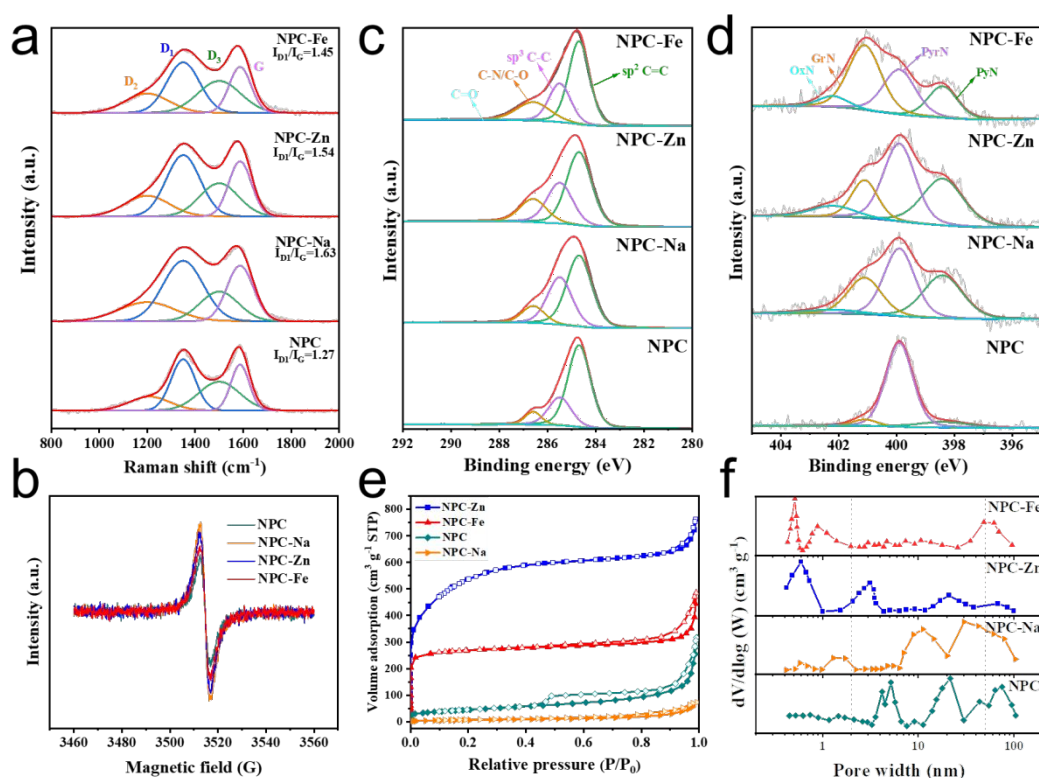 a
NPC-Fe
I_D1/I_G=1.45
D₁
D₂
D₃
G
NPC-Zn
I_D1/I_G=1.54
NPC-Na
I_D1/I_G=1.63
NPC
I_D1/I_G=1.27
Intensity (a.u.)
800 1000 1200 1400 1600 1800 2000
Raman shift (cm⁻¹)
c
NPC-Fe
sp³ C-C
C-N/C-O
C=O
sp² C=C
NPC-Zn
NPC-Na
NPC
Intensity (a.u.)
292 290 288 286 284 282 280
Binding energy (eV)
d
NPC-Fe
OxN
GrN
PyrN
PyN
NPC-Zn
NPC-Na
NPC
Intensity (a.u.)
404 402 400 398 396
Binding energy (eV)
b
NPC
NPC-Na
NPC-Zn
NPC-Fe
Intensity (a.u.)
3460 3480 3500 3520 3540 3560
Magnetic field (G)
e
NPC-Zn
NPC-Fe
NPC
NPC-Na
Volume adsorption (cm³ g⁻¹ STP)
800
700
600
500
400
300
200
100
0
0.0 0.2 0.4 0.6 0.8 1.0
Relative pressure (P/P₀)
f
NPC-Fe
NPC-Zn
NPC-Na
NPC
dV/dlog (W) (cm³ g⁻¹)
1 10 100
Pore width (nm)